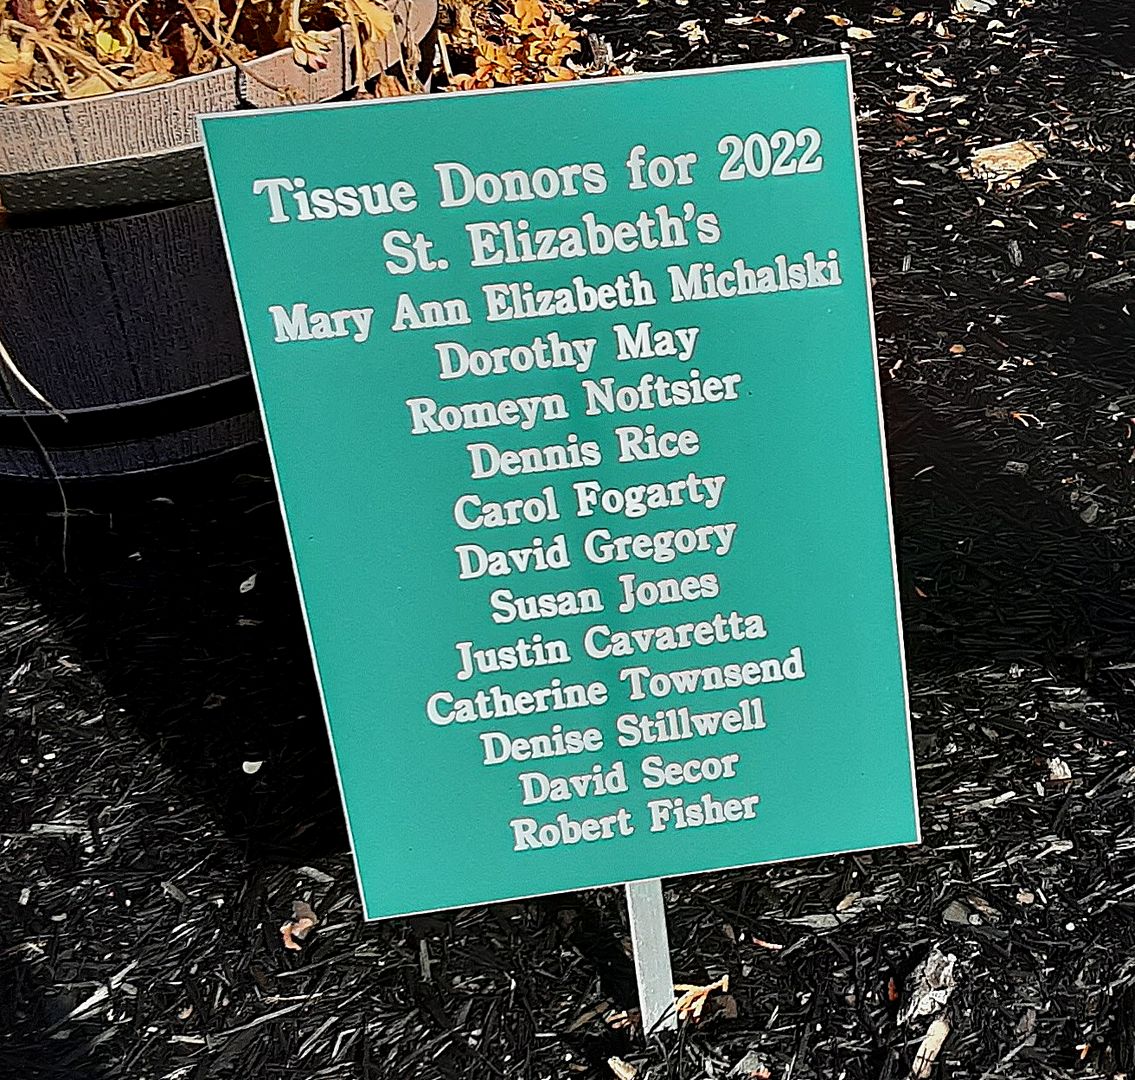 Tissue Donors for 2022
St. Elizabeth's
Mary Ann Elizabeth Michalski
Dorothy May
Romeyn Noftsier
Dennis Rice
Carol Fogarty
David Gregory
Susan Jones
Justin Cavaretta
Catherine Townsend
Denise Stillwell
David Secor
Robert Fisher